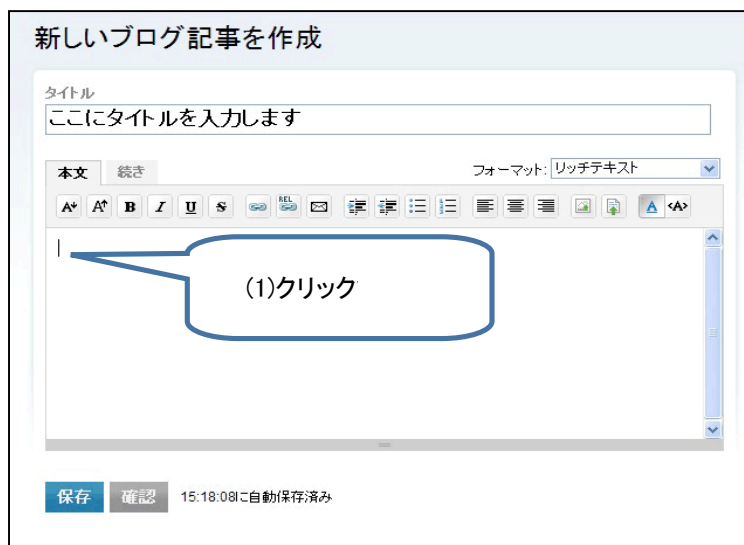 新しいブログ記事を作成
タイトル
ここにタイトルを入力します
本文 続き フォーマット: リッチテキスト
A A B I U S REL A <A>
(1)クリック
保存 確認 15:18:08に自動保存済み